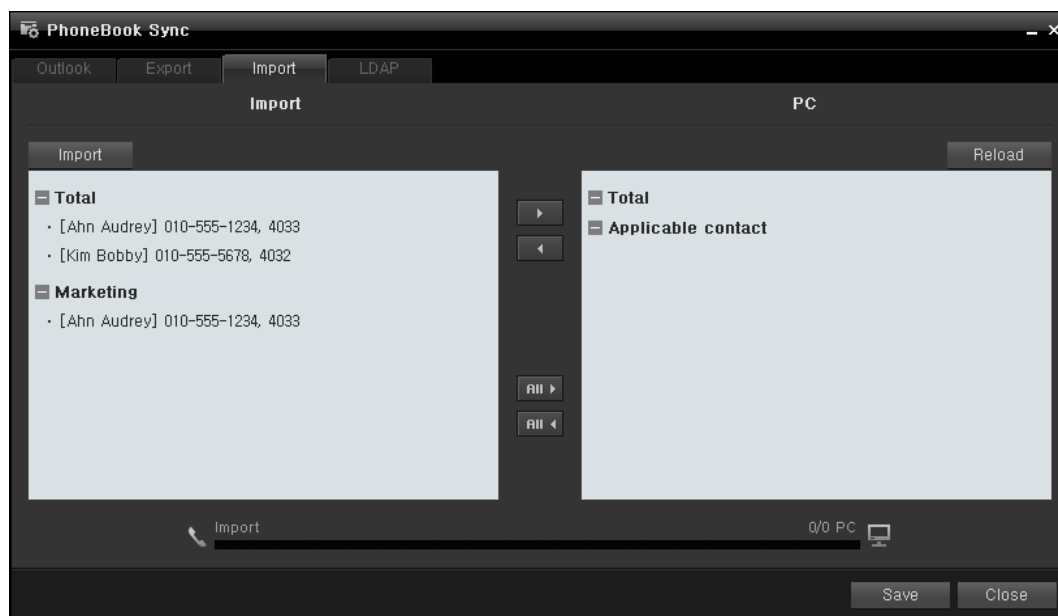 PhoneBook Sync
Outlook Export Import LDAP
Import PC
Import Reload
Total
· [Ahn Audrey] 010-555-1234, 4033
· [Kim Bobby] 010-555-5678, 4032
Marketing
· [Ahn Audrey] 010-555-1234, 4033
Total
Applicable contact
All
All
Import 0/0 PC
Save Close